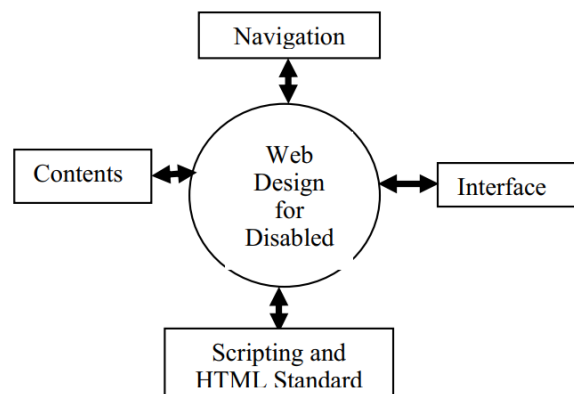 Navigation
Contents
Web
Design
for
Disabled
Interface
Scripting and
HTML Standard